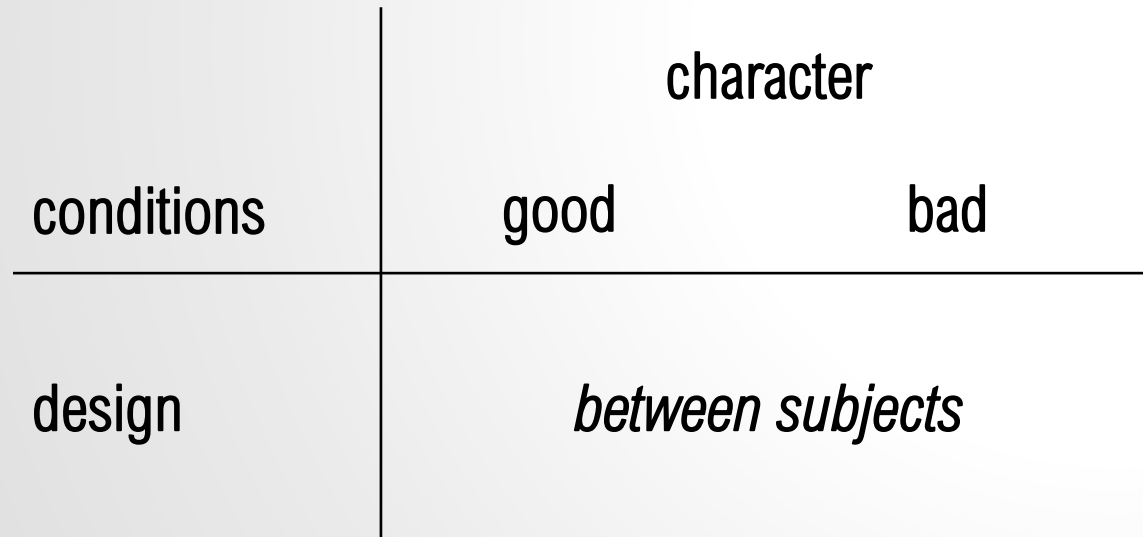 character
conditions good bad
design between subjects